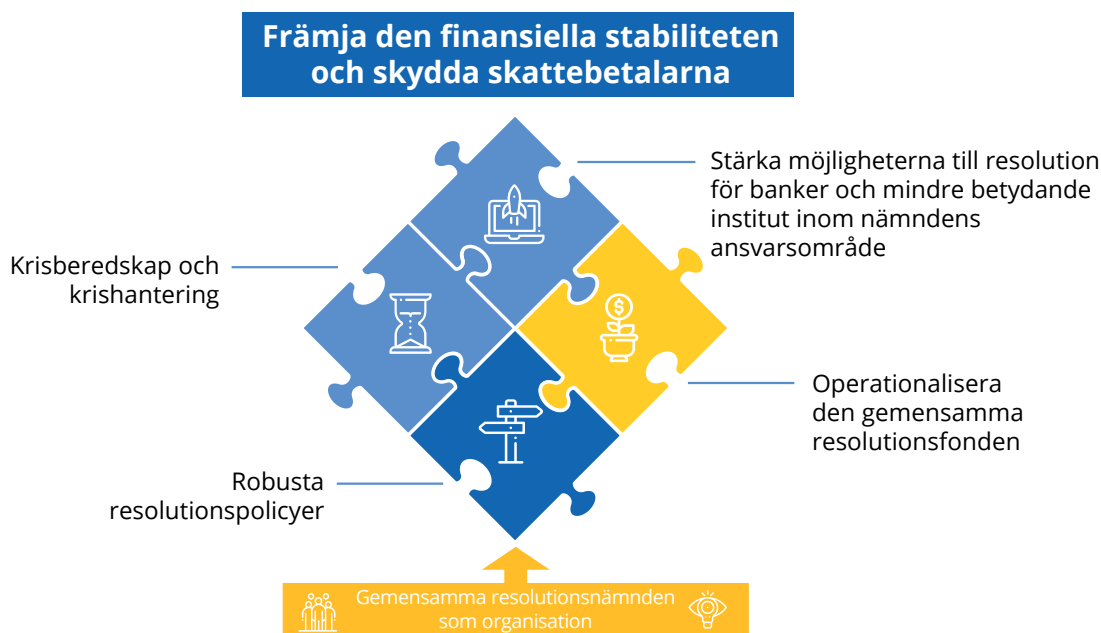 Främja den finansiella stabiliteten
och skydda skattebetalarna
Stärka möjligheterna till resolution
för banker och mindre betydande
institut inom nämndens
ansvarsområde
Krisberedskap och
krishantering
$
Operationalisera
den gemensamma
resolutionsfonden
Robusta
resolutionspolicyer
Gemensamma resolutionsnämnden
som organisation